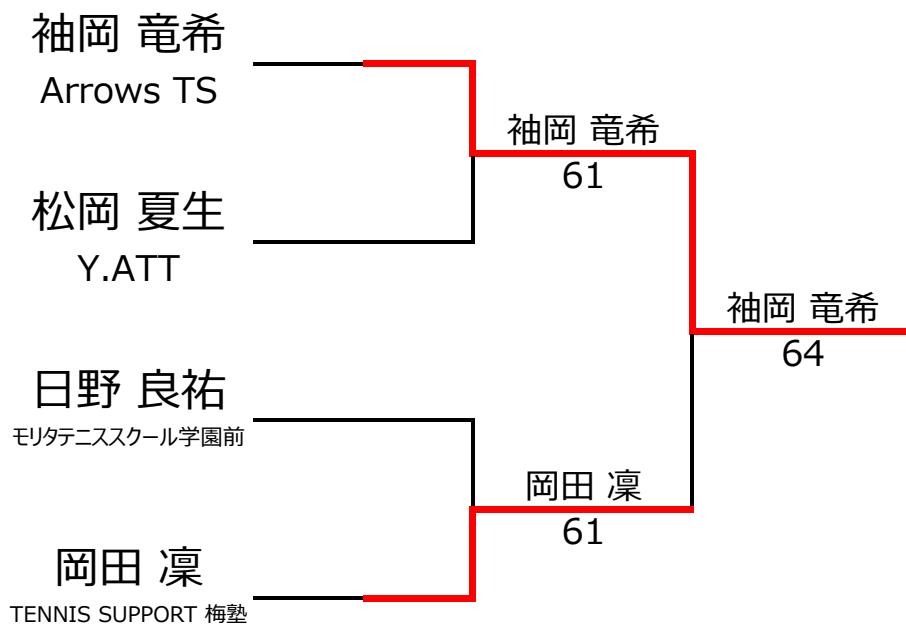 袖岡 竜希
Arrows TS
袖岡 竜希
61
松岡 夏生
Y.ATT
袖岡 竜希
64
日野 良祐
モリタテニススクール学園前
岡田 凜
61
岡田 凜
TENNIS SUPPORT 梅塾